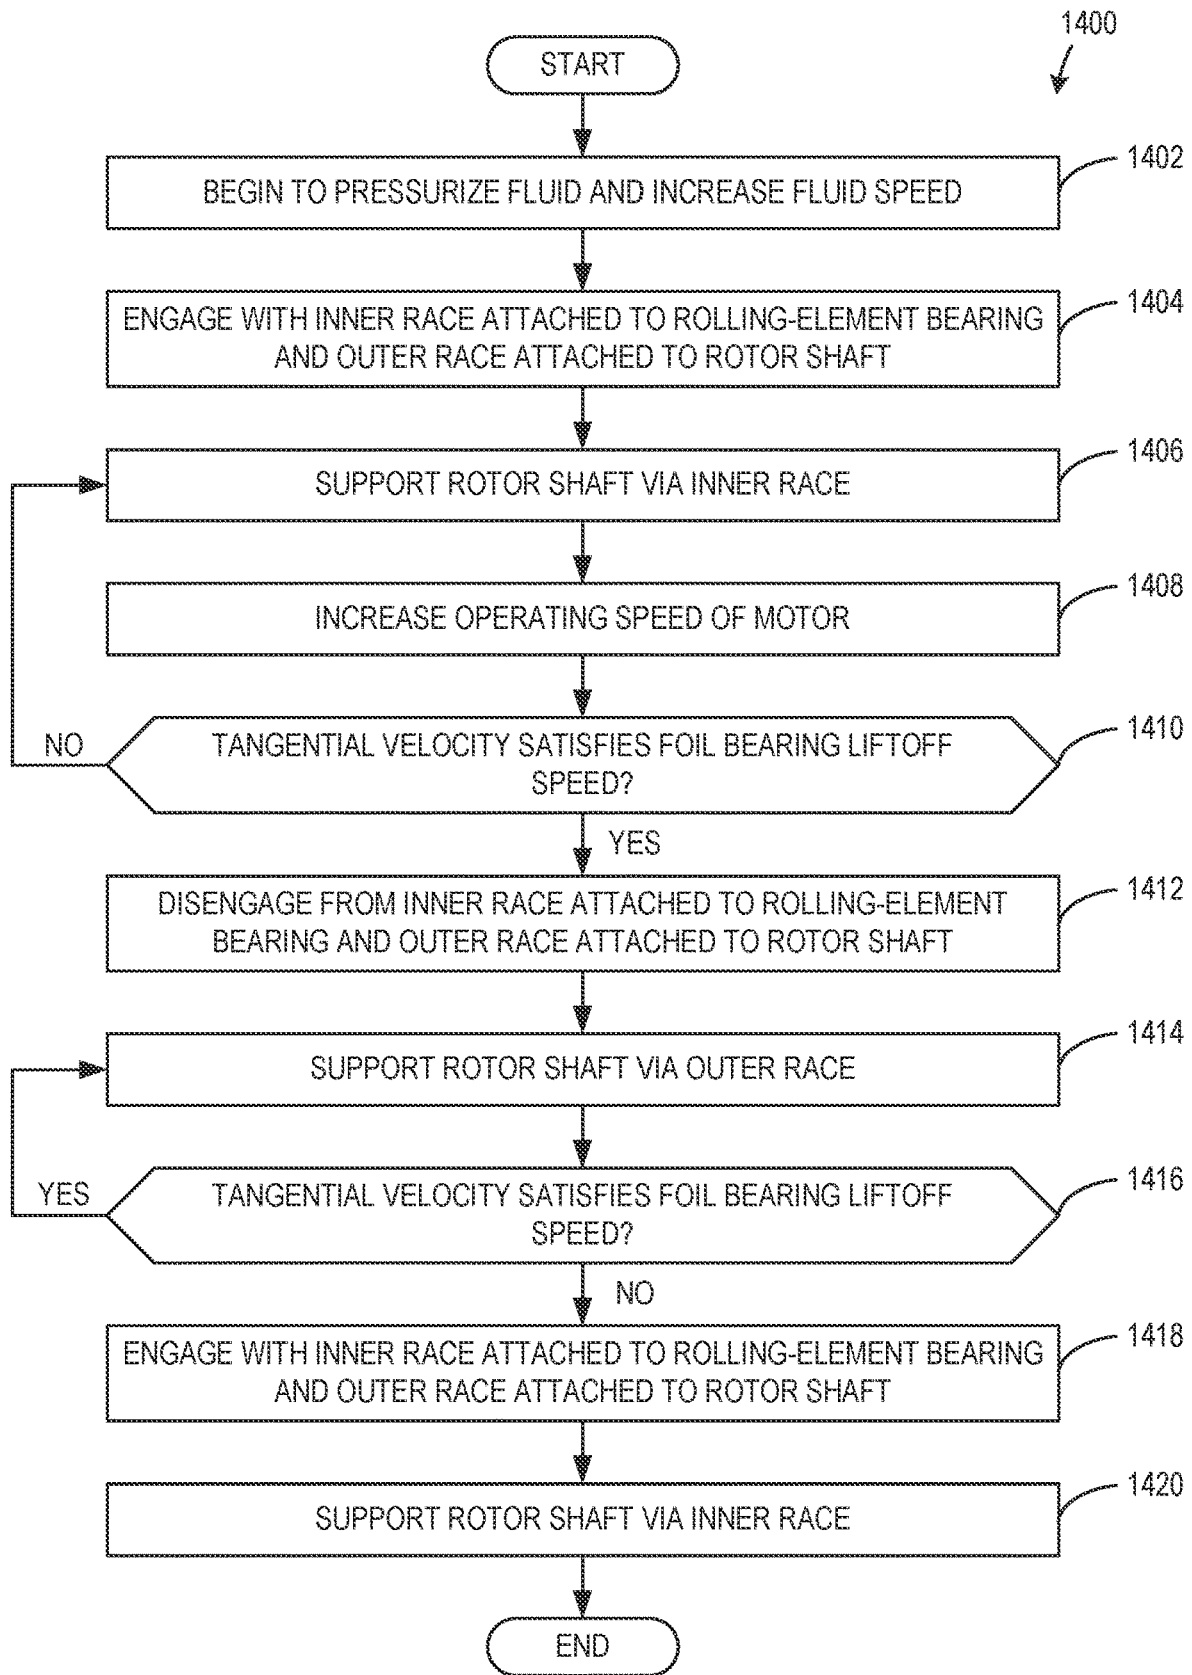 1400
START
1402
BEGIN TO PRESSURIZE FLUID AND INCREASE FLUID SPEED
1404
ENGAGE WITH INNER RACE ATTACHED TO ROLLING-ELEMENT BEARING
AND OUTER RACE ATTACHED TO ROTOR SHAFT
1406
SUPPORT ROTOR SHAFT VIA INNER RACE
1408
INCREASE OPERATING SPEED OF MOTOR
1410
NO
TANGENTIAL VELOCITY SATISFIES FOIL BEARING LIFTOFF
SPEED?
YES
1412
DISENGAGE FROM INNER RACE ATTACHED TO ROLLING-ELEMENT
BEARING AND OUTER RACE ATTACHED TO ROTOR SHAFT
1414
SUPPORT ROTOR SHAFT VIA OUTER RACE
1416
YES
TANGENTIAL VELOCITY SATISFIES FOIL BEARING LIFTOFF
SPEED?
NO
1418
ENGAGE WITH INNER RACE ATTACHED TO ROLLING-ELEMENT BEARING
AND OUTER RACE ATTACHED TO ROTOR SHAFT
1420
SUPPORT ROTOR SHAFT VIA INNER RACE
END